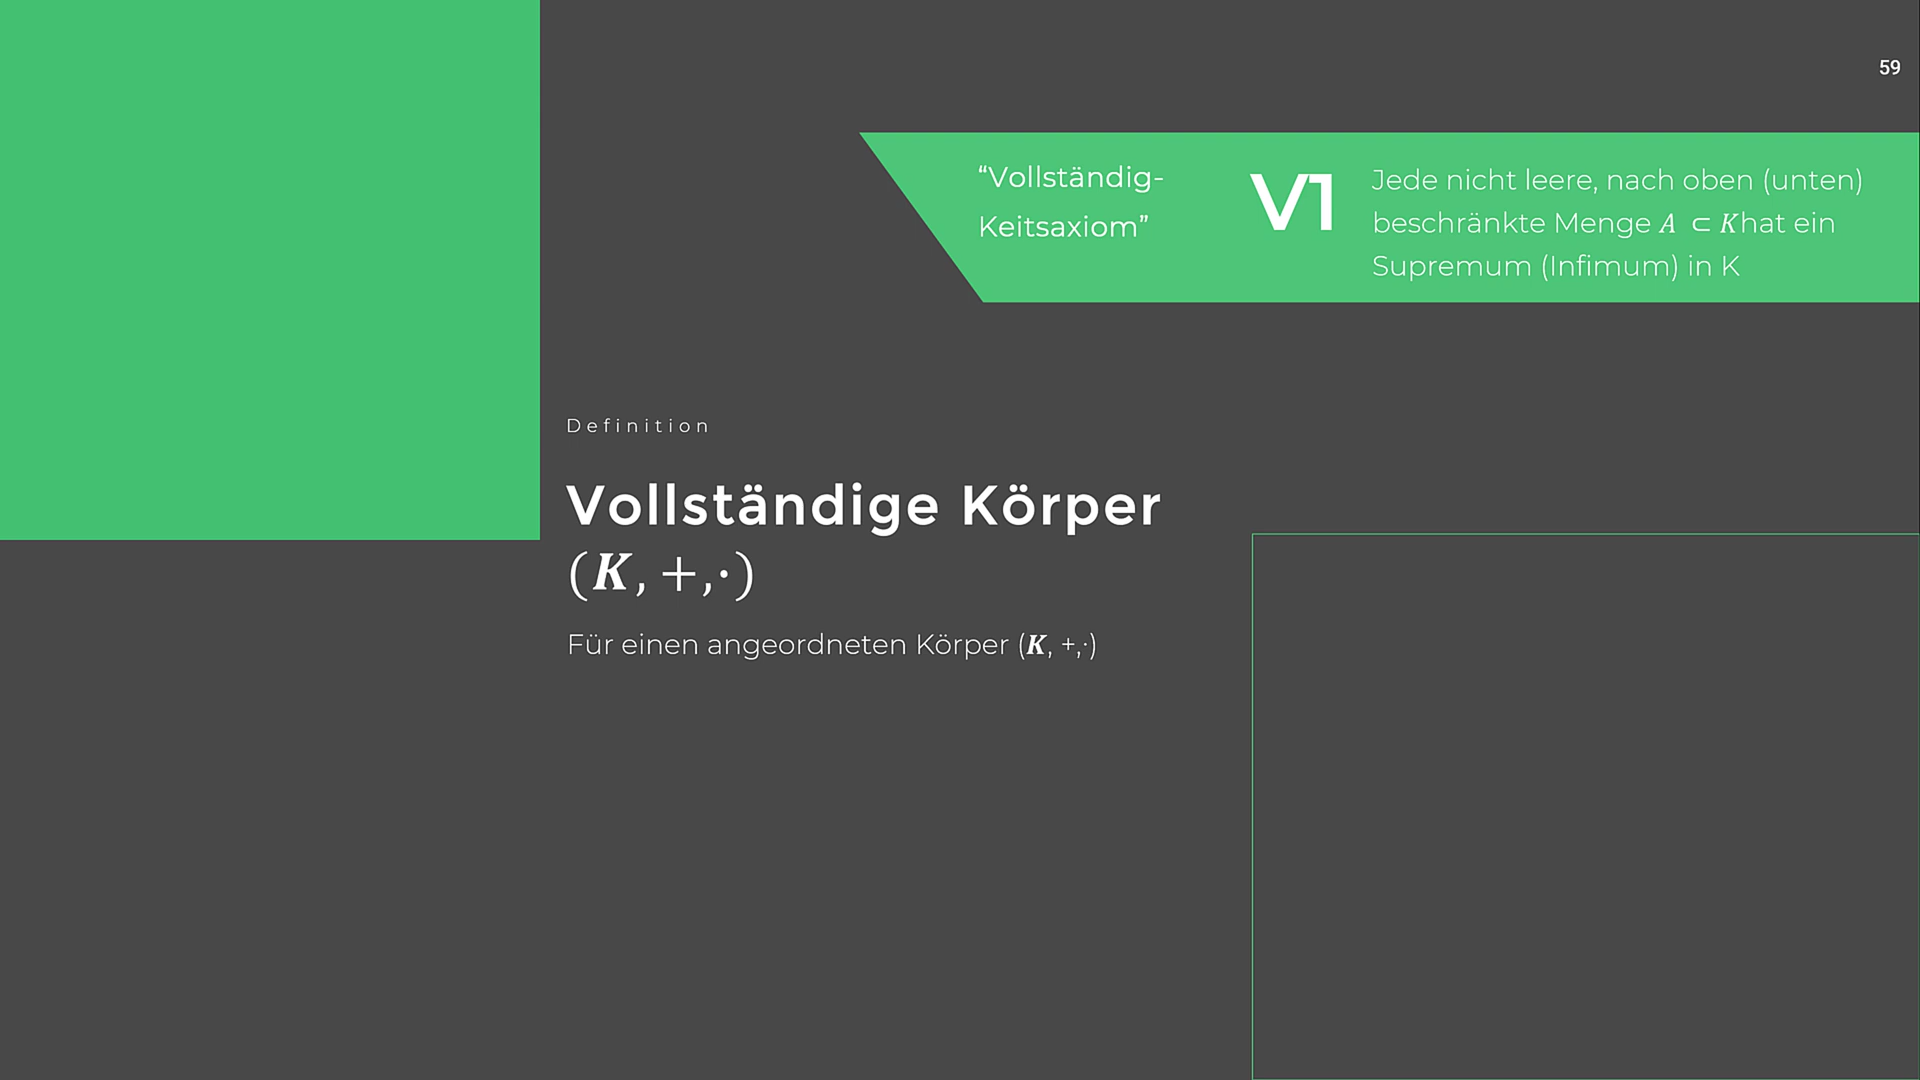 59
“Vollständig-
Keitsaxiom”
V1
Jede nicht leere, nach oben (unten)
beschränkte Menge A ⊂ Khat ein
Supremum (Infimum) in K
Definition
Vollständige Körper
(K, +,·)
Für einen angeordneten Körper (K, +,·)